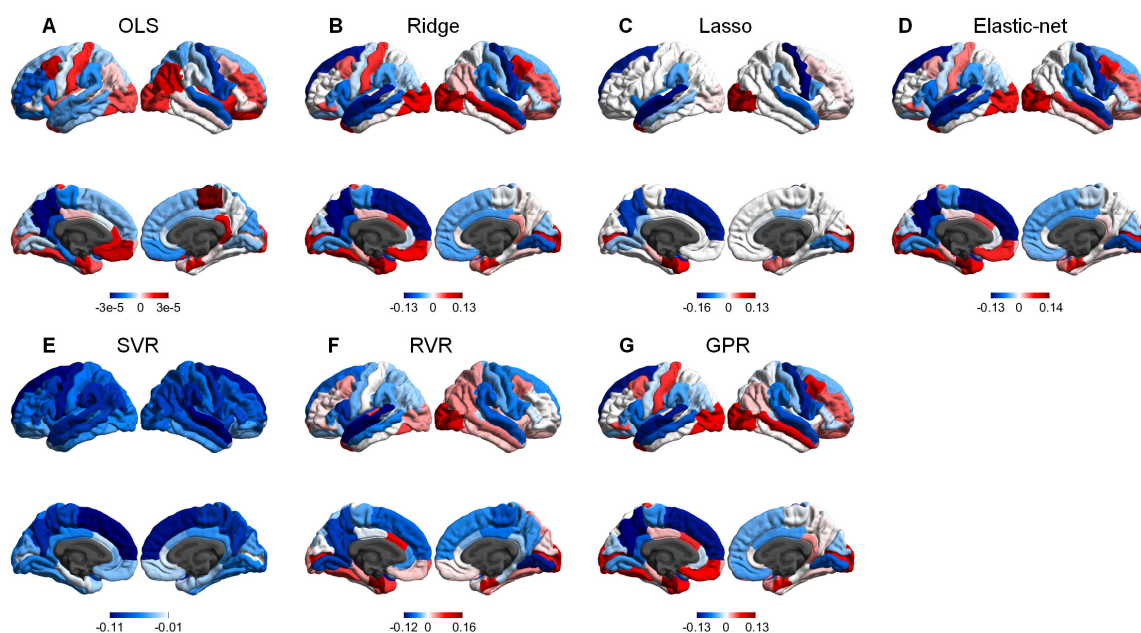 A OLS
B Ridge
C Lasso
D Elastic-net
-3e-5 0 3e-5
-0.13 0 0.13
-0.16 0 0.13
-0.13 0 0.14
E SVR
F RVR
G GPR
-0.11 -0.01
-0.12 0 0.16
-0.13 0 0.13